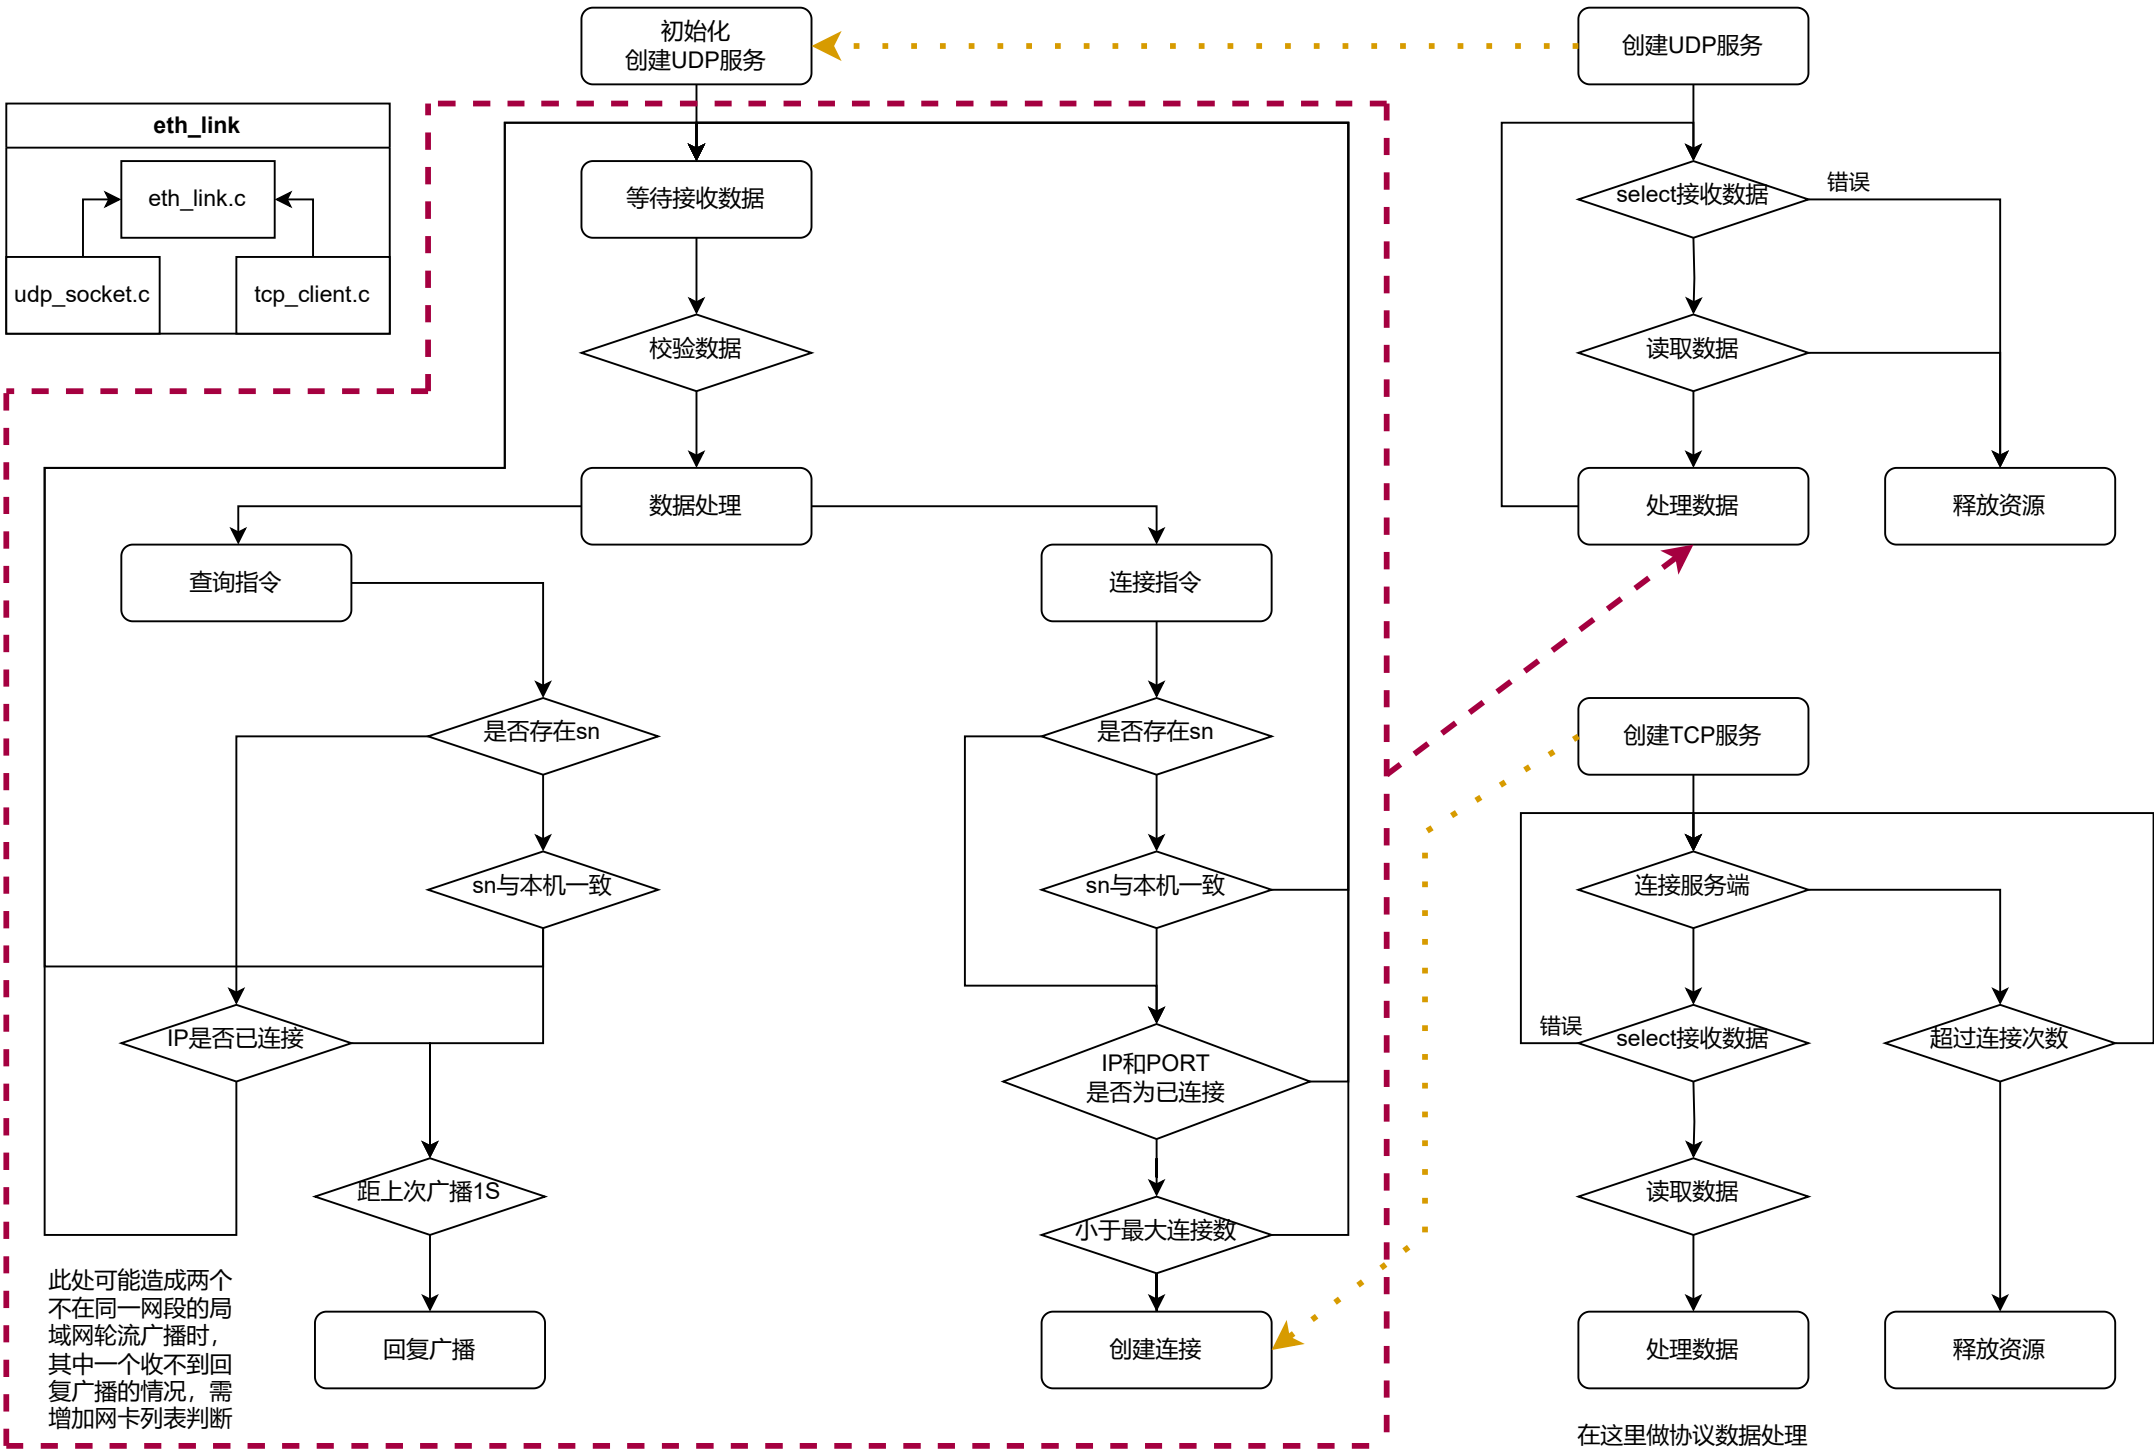 初始化
创建UDP服务
创建UDP服务
eth_link
eth_link.c
udp_socket.c
tcp_client.c
等待接收数据
校验数据
数据处理
查询指令
连接指令
是否存在sn
sn与本机一致
IP是否已连接
距上次广播1S
回复广播
此处可能造成两个
不在同一网段的局
域网轮流广播时，
其中一个收不到回
复广播的情况，需
增加网卡列表判断
是否存在sn
sn与本机一致
IP和PORT
是否为已连接
小于最大连接数
创建连接
select接收数据
错误
读取数据
处理数据
释放资源
创建TCP服务
连接服务端
错误
select接收数据
超过连接次数
读取数据
处理数据
释放资源
在这里做协议数据处理